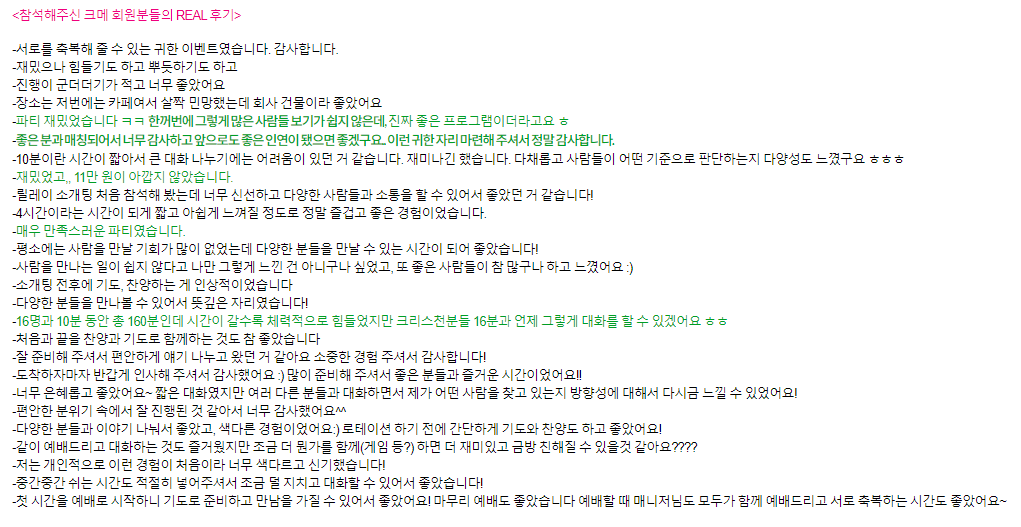 <참석해주신 크메 회원분들의 REAL 후기>
-서로를 축복해 줄 수 있는 귀한 이벤트였습니다. 감사합니다.
-재밌으나 힘들기도 하고 뿌듯하기도 하고
-진행이 군더더기가 적고 너무 좋았어요
-장소는 저번에는 카페여서 살짝 민망했는데 회사 건물이라 좋았어요
-파티 재밌었습니다 ㅋㅋ 한꺼번에 그렇게 많은 사람들 보기가 쉽지 않은데, 진짜 좋은 프로그램이더라고요 ㅎ
-좋은 분과 매칭되어서 너무 감사하고 앞으로도 좋은 인연이 됐으면 좋겠구요.. 이런 귀한 자리 마련해 주셔서 정말 감사합니다.
-10분이란 시간이 짧아서 큰 대화 나누기에는 어려움이 있던 거 같습니다. 재미나긴 했습니다. 다채롭고 사람들이 어떤 기준으로 판단하는지 다양성도 느꼈구요 ㅎㅎㅎ
-재밌었고,, 11만 원이 아깝지 않았습니다.
-릴레이 소개팅 처음 참석해 봤는데 너무 신선하고 다양한 사람들과 소통을 할 수 있어서 좋았던 거 같습니다!
-4시간이라는 시간이 되게 짧고 아쉽게 느껴질 정도로 정말 즐겁고 좋은 경험이었습니다.
-매우 만족스러운 파티였습니다.
-평소에는 사람을 만날 기회가 많이 없었는데 다양한 분들을 만날 수 있는 시간이 되어 좋았습니다!
-사람을 만나는 일이 쉽지 않다고 나만 그렇게 느낀 건 아니구나 싶었고, 또 좋은 사람들이 참 많구나 하고 느꼈어요 :)
-소개팅 전후에 기도, 찬양하는 게 인상적이었습니다
-다양한 분들을 만나볼 수 있어서 뜻깊은 자리였습니다!
-16명과 10분 동안 총 160분인데 시간이 갈수록 체력적으로 힘들었지만 크리스천분들 16분과 언제 그렇게 대화를 할 수 있겠어요 ㅎㅎ
-처음과 끝을 찬양과 기도로 함께하는 것도 참 좋았습니다
-잘 준비해 주셔서 편안하게 얘기 나누고 왔던 거 같아요 소중한 경험 주셔서 감사합니다!
-도착하자마자 반갑게 인사해 주셔서 감사했어요 :) 많이 준비해 주셔서 좋은 분들과 즐거운 시간이었어요!!
-너무 은혜롭고 좋았어요~ 짧은 대화였지만 여러 다른 분들과 대화하면서 제가 어떤 사람을 찾고 있는지 방향성에 대해서 다시금 느낄 수 있었어요!
-편안한 분위기 속에서 잘 진행된 것 같아서 너무 감사했어요^^
-다양한 분들과 이야기 나눠서 좋았고, 색다른 경험이었어요:) 로테이션 하기 전에 간단하게 기도와 찬양도 하고 좋았어요!
-같이 예배드리고 대화하는 것도 즐거웠지만 조금 더 뭔가를 함께(게임 등?) 하면 더 재미있고 금방 친해질 수 있을것 같아요????
-저는 개인적으로 이런 경험이 처음이라 너무 색다르고 신기했습니다!
-중간중간 쉬는 시간도 적절히 넣어주셔서 조금 덜 지치고 대화할 수 있어서 좋았습니다!
-첫 시간을 예배로 시작하니 기도로 준비하고 만남을 가질 수 있어서 좋았어요! 마무리 예배도 좋았습니다 예배할 때 매니저님도 모두가 함께 예배드리고 서로 축복하는 시간도 좋았어요~